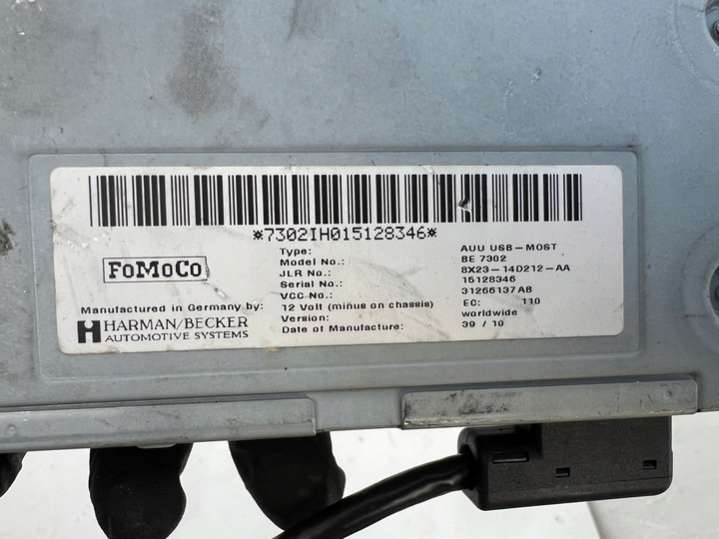 *7302IH015128346*
FoMoCo
Type: AUU USB-MOST
Model No.: BE 7302
JLR No.: 8X23-14D212-AA
Serial No.: 15128346
VCC No.: 31266137AB
Manufactured in Germany by: 12 Volt (minus on chassis) EC: 110
HARMAN/BECKER Version: worldwide
AUTOMOTIVE SYSTEMS Date of Manufacture: 39 / 10